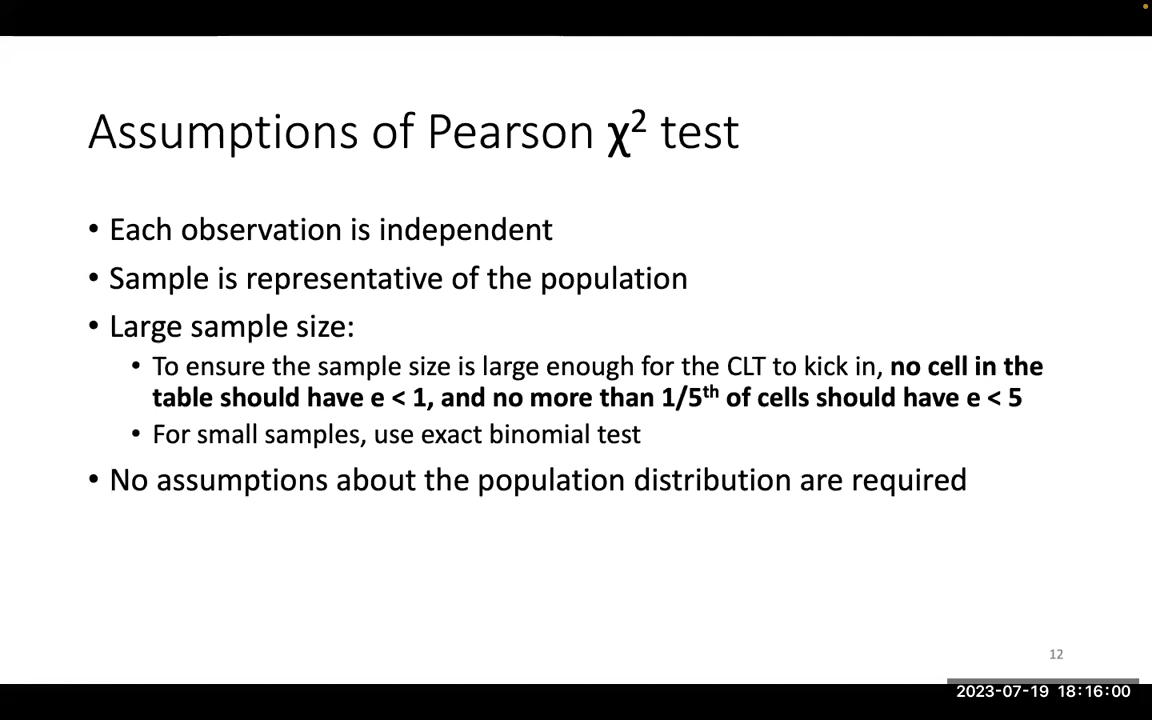 Assumptions of Pearson χ² test
• Each observation is independent
• Sample is representative of the population
• Large sample size:
• To ensure the sample size is large enough for the CLT to kick in, no cell in the
table should have e < 1, and no more than 1/5th of cells should have e < 5
• For small samples, use exact binomial test
• No assumptions about the population distribution are required
12
2023-07-19 18:16:00